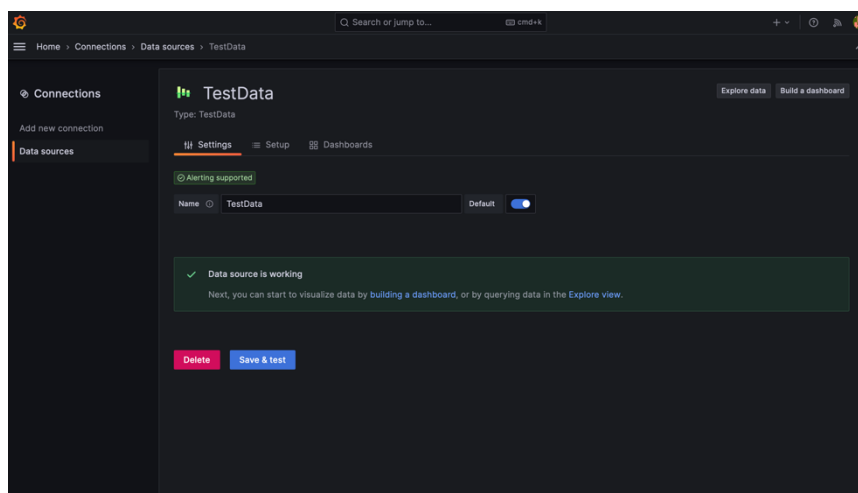 Search or jump to... cmd+k
Home › Connections › Data sources › TestData
Connections
Add new connection
Data sources
TestData
Type: TestData
Explore data Build a dashboard
Settings Setup Dashboards
Alerting supported
Name TestData Default
Data source is working
Next, you can start to visualize data by building a dashboard, or by querying data in the Explore view.
Delete Save & test